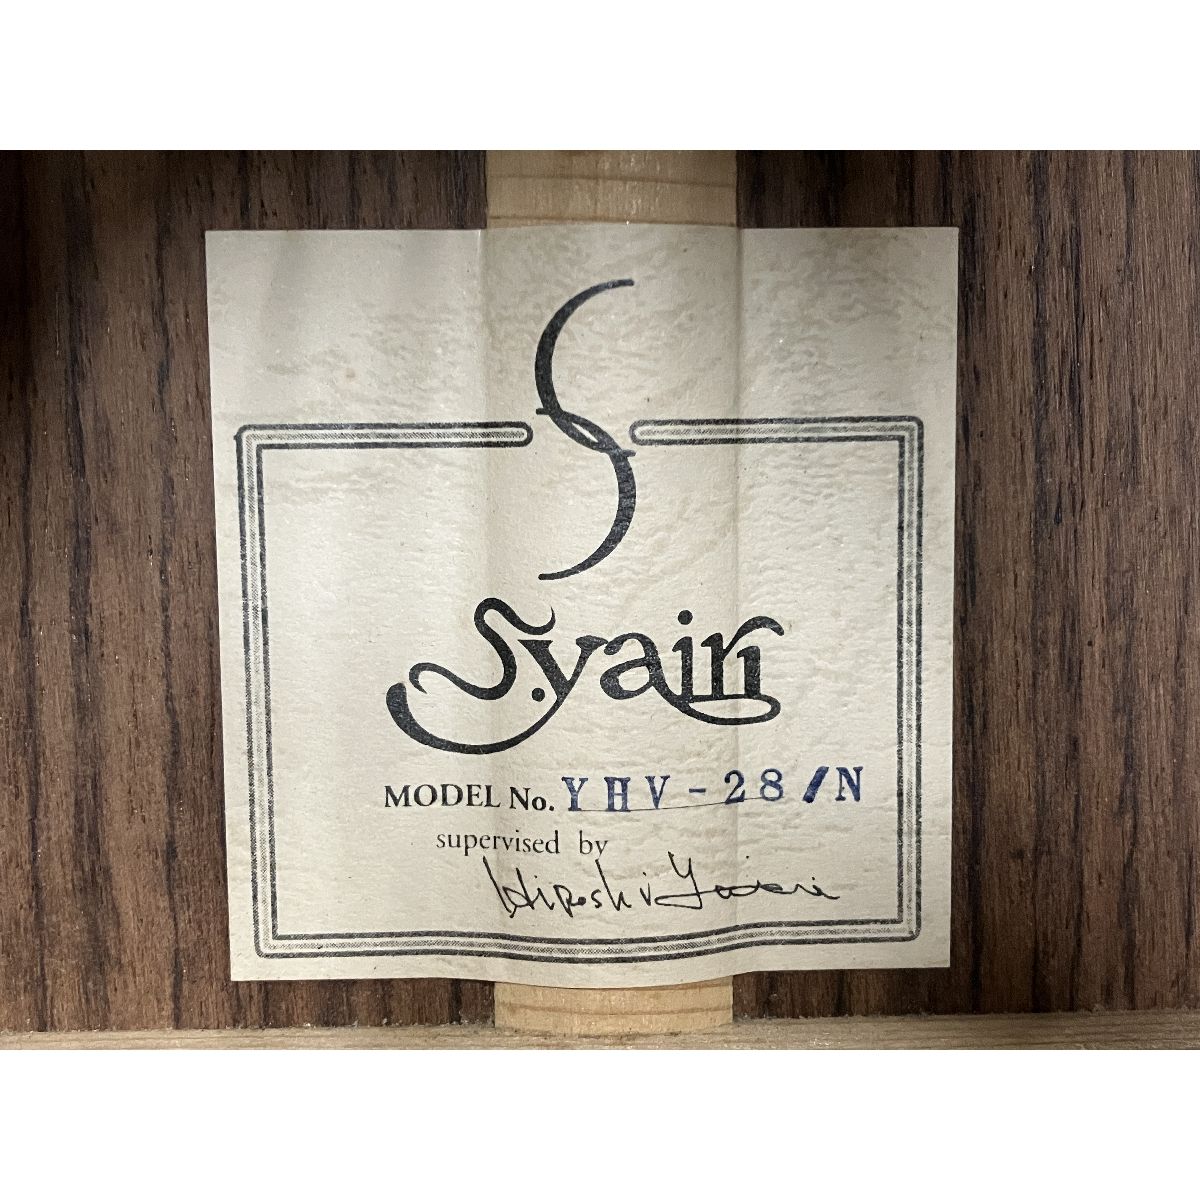 S.yairi
MODEL No. YHV-28/N
supervised by
Hiroshi Yairi